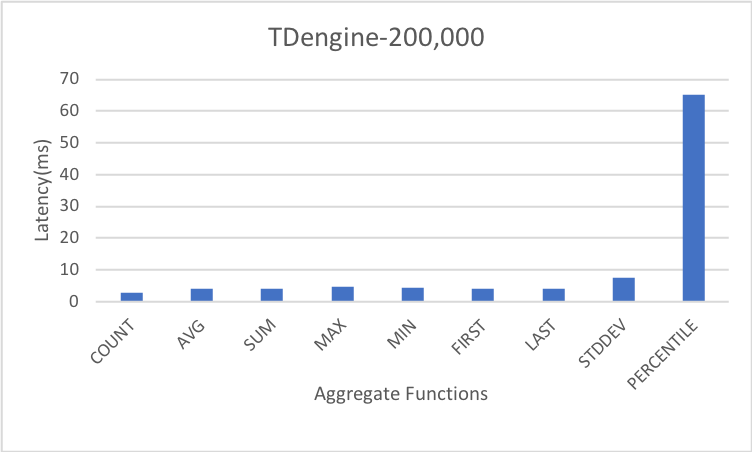 TDengine-200,000
70
60
50
40
30
20
10
0
Latency(ms)
COUNT
AVG
SUM
MAX
MIN
FIRST
LAST
STDDEV
PERCENTILE
Aggregate Functions